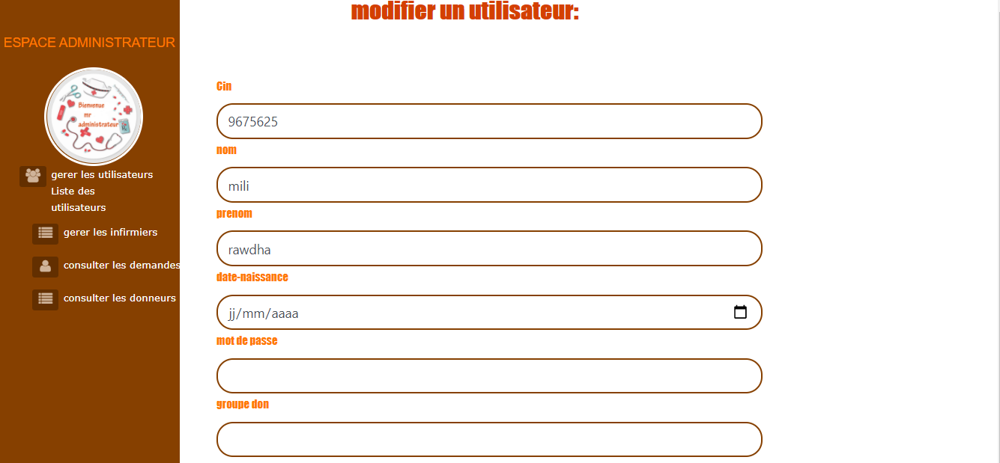 modifier un utilisateur:
ESPACE ADMINISTRATEUR
Bienvenue
mr
administrateur
gerer les utilisateurs
Liste des
utilisateurs
gerer les infirmiers
consulter les demandes
consulter les donneurs
Cin
9675625
nom
mili
prenom
rawdha
date-naissance
jj/mm/aaaa
mot de passe
groupe don